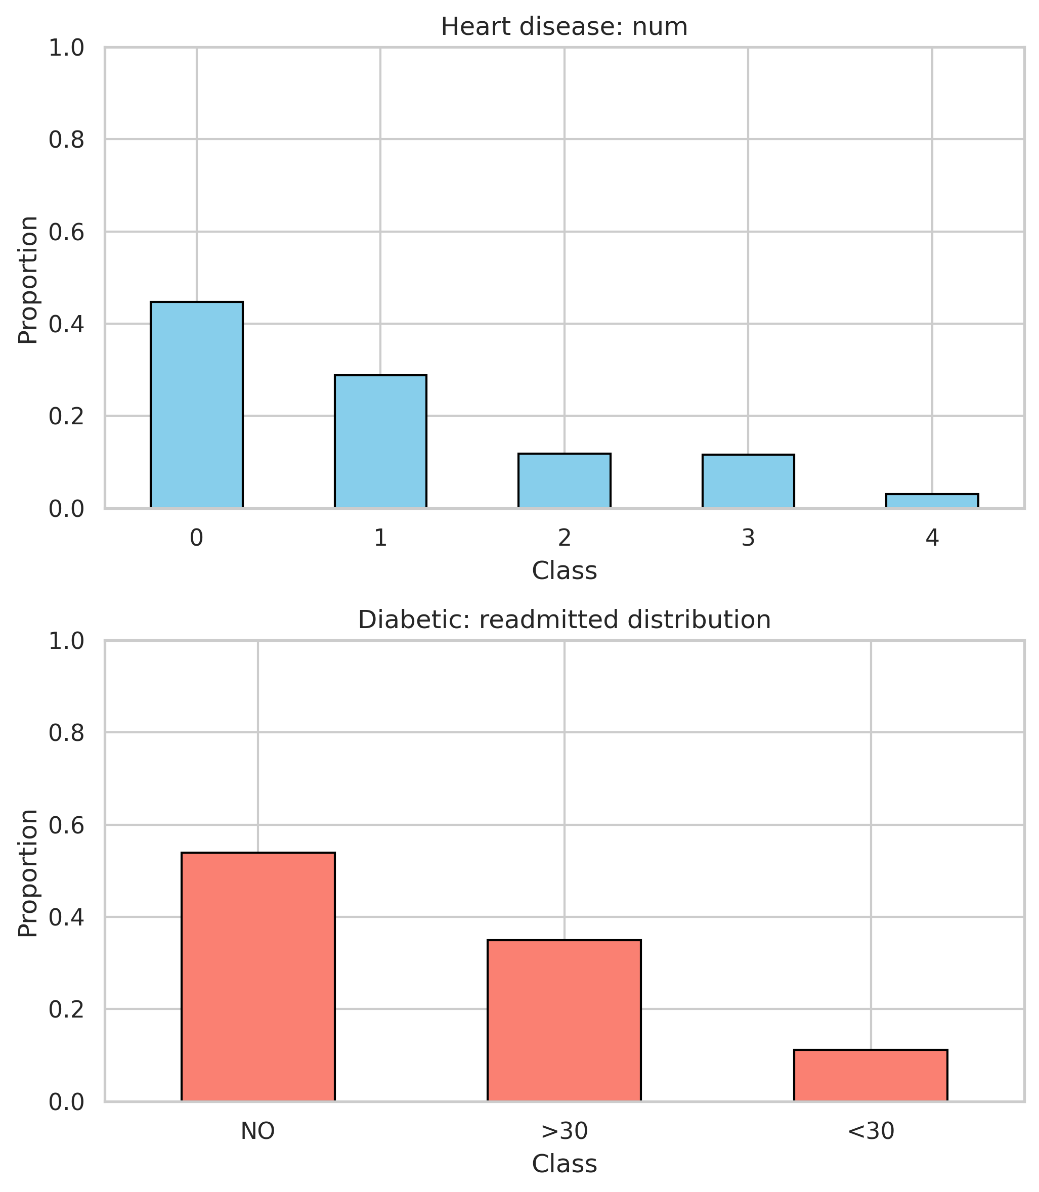 Heart disease: num
1.0
0.8
0.6
0.4
0.2
0.0
Proportion
0 1 2 3 4
Class
Diabetic: readmitted distribution
1.0
0.8
0.6
0.4
0.2
0.0
Proportion
NO >30 <30
Class